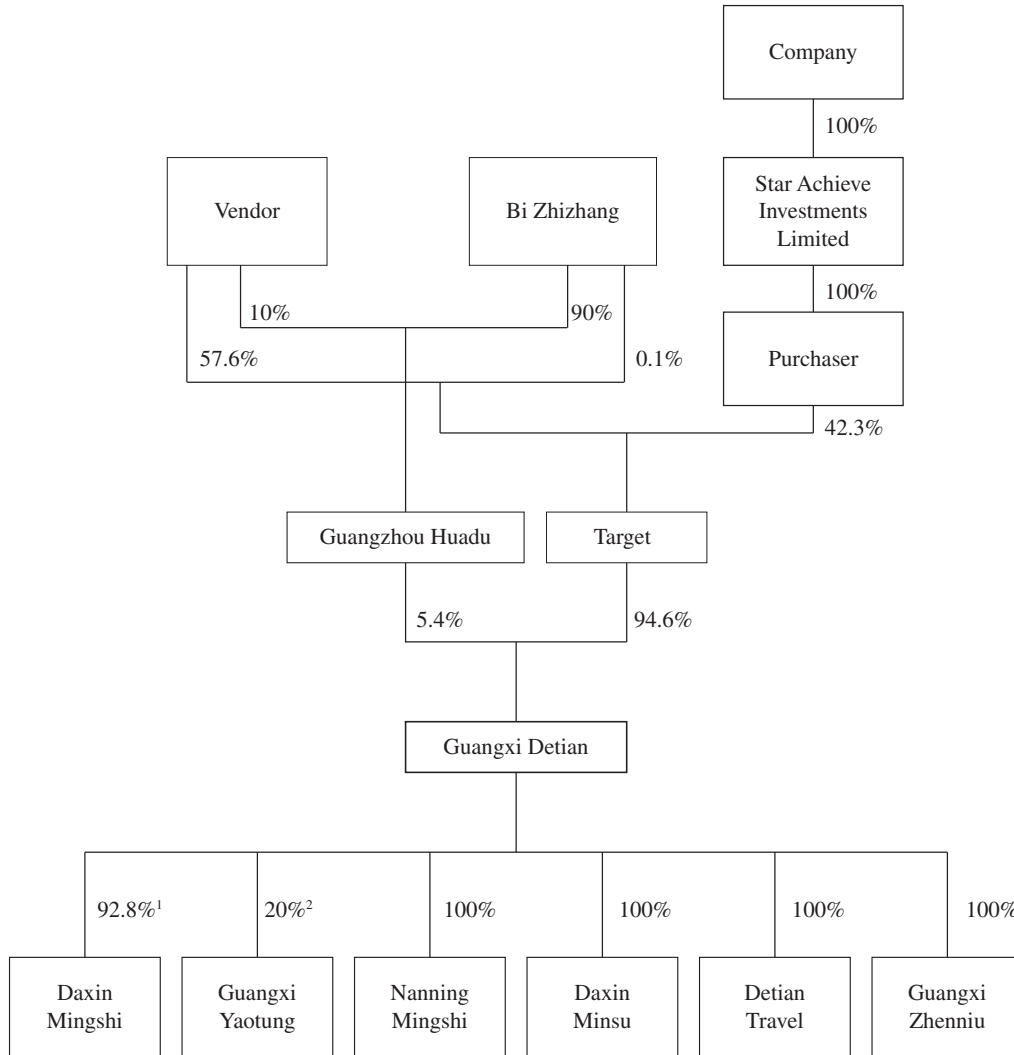 Company
100%
Vendor
Bi Zhizhang
Star Achieve
Investments
Limited
100%
10%
90%
57.6%
0.1%
Purchaser
42.3%
Guangzhou Huadu
Target
5.4%
94.6%
Guangxi Detian
92.8%¹
20%²
100%
100%
100%
100%
Daxin
Mingshi
Guangxi
Yaotung
Nanning
Mingshi
Daxin
Minsu
Detian
Travel
Guangxi
Zhenniu